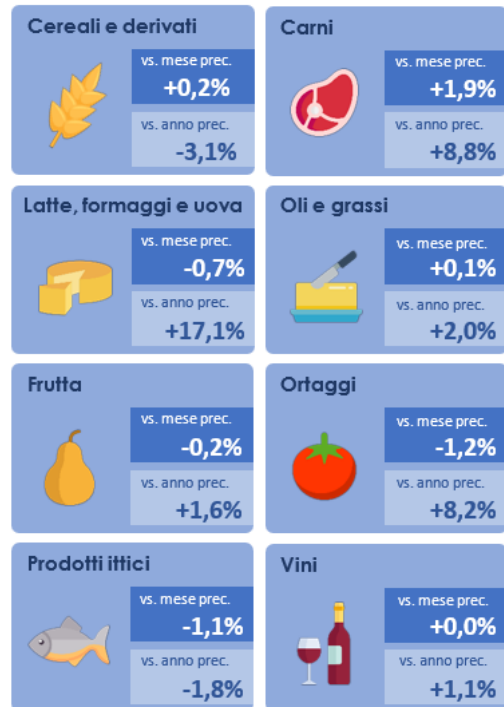 Cereali e derivati
vs. mese prec.
+0,2%
vs. anno prec.
-3,1%
Carni
vs. mese prec.
+1,9%
vs. anno prec.
+8,8%
Latte, formaggi e uova
vs. mese prec.
-0,7%
vs. anno prec.
+17,1%
Oli e grassi
vs. mese prec.
+0,1%
vs. anno prec.
+2,0%
Frutta
vs. mese prec.
-0,2%
vs. anno prec.
+1,6%
Ortaggi
vs. mese prec.
-1,2%
vs. anno prec.
+8,2%
Prodotti ittici
vs. mese prec.
-1,1%
vs. anno prec.
-1,8%
Vini
vs. mese prec.
+0,0%
vs. anno prec.
+1,1%